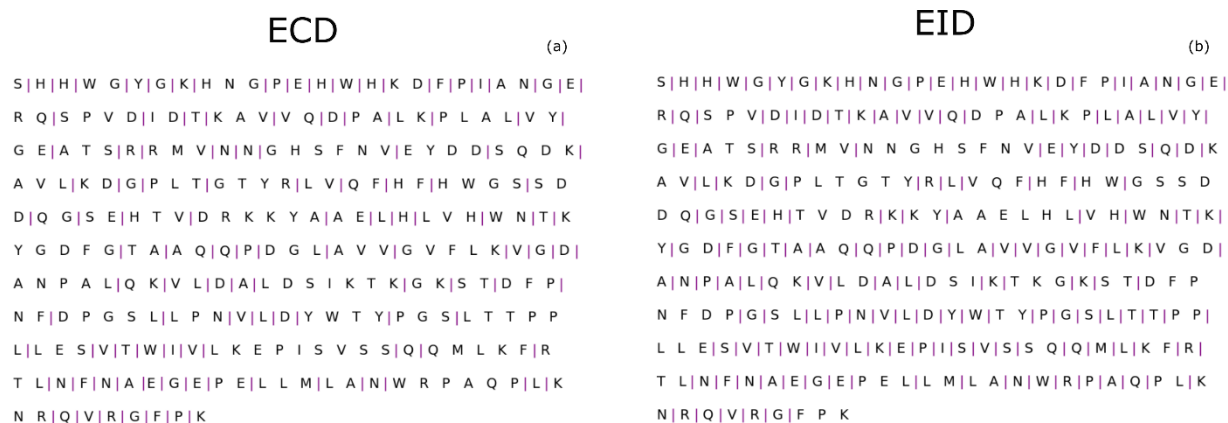 ECD
(a)
S|H|H|W G|Y|G|K|H N G|P|E|H|W|H|K D|F|P|I|A N|G|E|
R Q|S P V D|I D|T|K A V|V Q|D|P A|L K|P L A L|V Y|
G E|A T S|R|R M V|N|N|G H S F N V|E Y D D|S Q D K|
A V L|K D|G|P L T|G T Y R|L V|Q F|H F|H W G S|S D
D|Q G|S E|H T V|D R K K Y A|A E|L|H|L V H|W N|T|K
Y G D F G|T A|A Q|Q|P|D G L|A V V|G V F L K|V|G|D|
A N P A L|Q K|V L|D|A|L D S I K T K|G K|S T|D F P|
N F|D P G S L|L P N|V|L|D|Y W T Y|P G S|L T T P P
L|L E S|V|T|W|I|V|L K E P I S V S S|Q|Q M L K F|R
T L|N|F|N|A|E|G|E|P E|L L M|L A|N|W R P A Q P|L|K
N R|Q|V|R|G|F|P|K
EID
(b)
S|H|H|W|G|Y|G|K|H|N|G|P|E|H|W|H|K|D|F P|I|A|N|G|E|
R|Q|S P V|D|I|D|T|K|A|V|V|Q|D P A|L|K P|L|A|L|V|Y|
G|E|A T S|R R|M V|N N G H S F N V|E|Y|D|D S|Q|D|K
A V|L|K D|G|P L T G T Y|R|L|V Q F|H F|H W|G S S D
D Q|G|S|E|H|T V D R|K|K Y|A A E L H L|V H|W N|T|K|
Y|G D|F|G|T|A|A Q|Q|P|D|G|L A|V|V|G|V|F|L|K|V G D|
A|N|P|A|L|Q K|V|L D|A|L|D S I|K|T K G|K|S T|D F P
N F D P|G|S L|L|P|N|V|L|D|Y|W|T Y|P|G|S|L|T|T|P P|
L L E|S|V|T|W|I|V|L|K|E|P|I|S|V|S|S Q|Q|M|L|K F|R|
T L|N|F|N|A|E|G|E|P E L|L M|L A|N|W|R|P|A|Q|P L|K
N|R|Q|V|R|G|F P K